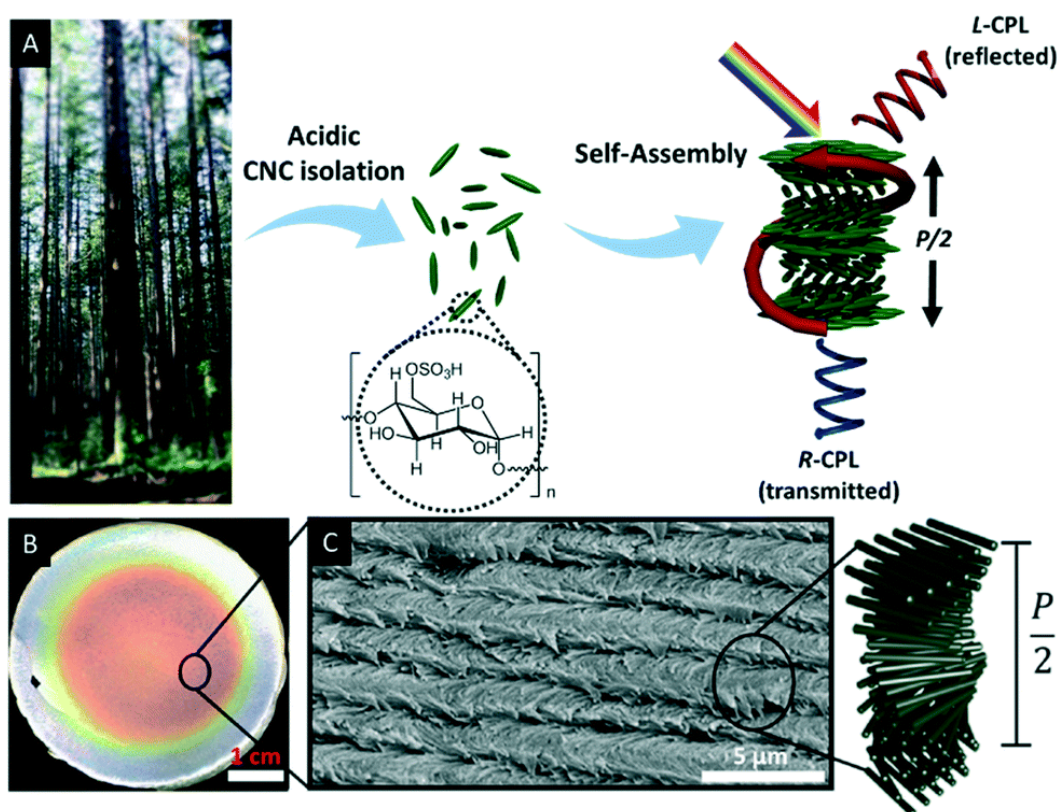 A
Acidic
CNC isolation
Self-Assembly
L-CPL
(reflected)
P/2
R-CPL
(transmitted)
OSO3H
H
O
H
O
HO
H
H
OH
H
H
O
n
B
1 cm
C
5 μm
P
2